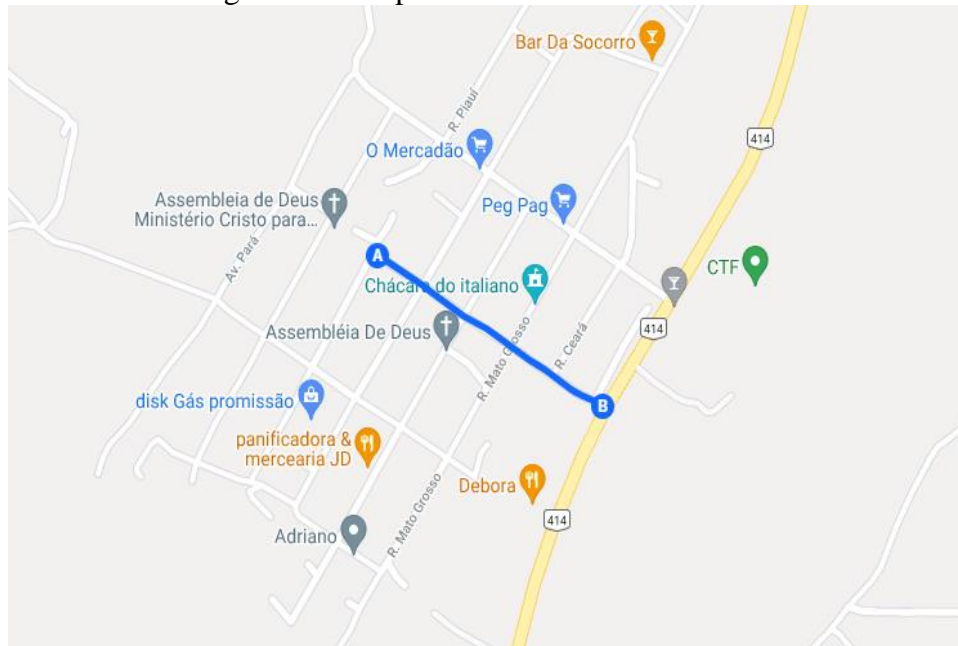 Bar Da Socorro
R. Piauí
414
O Mercadão
Assembleia de Deus
Ministério Cristo para...
Peg Pag
Av. Pará
A
CTF
Chácara do italiano
414
Assembléia De Deus
R. Mato Grosso
R. Ceará
disk Gás promissão
B
panificadora &
mercearia JD
Debora
414
Adriano
R. Mato Grosso